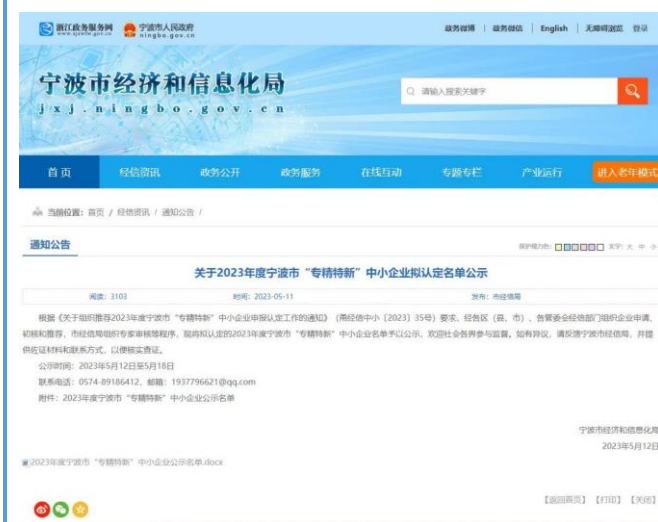 浙江政务服务网 宁波市人民政府 政务微博 | 政务微信 | English | 无障碍浏览 登录
www.zjzwfw.gov.cn ningbo.gov.cn
宁波市经济和信息化局
jxj.ningbo.gov.cn
请输入搜索关键字
首页 经信资讯 政务公开 政务服务 在线互动 专题专栏 产业运行 进入老年模式
当前位置：首页 / 经信资讯 / 通知公告 /
通知公告 保护视力色： 文字：大 中 小
关于2023年度宁波市“专精特新”中小企业拟认定名单公示
阅读：3103 时间：2023-05-11 发布：市经信局
根据《关于组织推荐2023年度宁波市“专精特新”中小企业申报认定工作的通知》（甬经信中小〔2023〕35号）要求，经各区（县、市）、各管委会经信部门组织企业申请、
初核和推荐，市经信局组织专家审核等程序，现将拟认定的2023年度宁波市“专精特新”中小企业名单予以公示，欢迎社会各界参与监督。如有异议，请反馈宁波市经信局，并提
供佐证材料和联系方式，以便核实查证。
公示时间：2023年5月12日至5月18日
联系电话：0574-89186412，邮箱：1937796621@qq.com
附件：2023年度宁波市“专精特新”中小企业公示名单
宁波市经济和信息化局
2023年5月12日
2023年度宁波市“专精特新”中小企业公示名单.docx
【返回首页】 【打印】 【关闭】